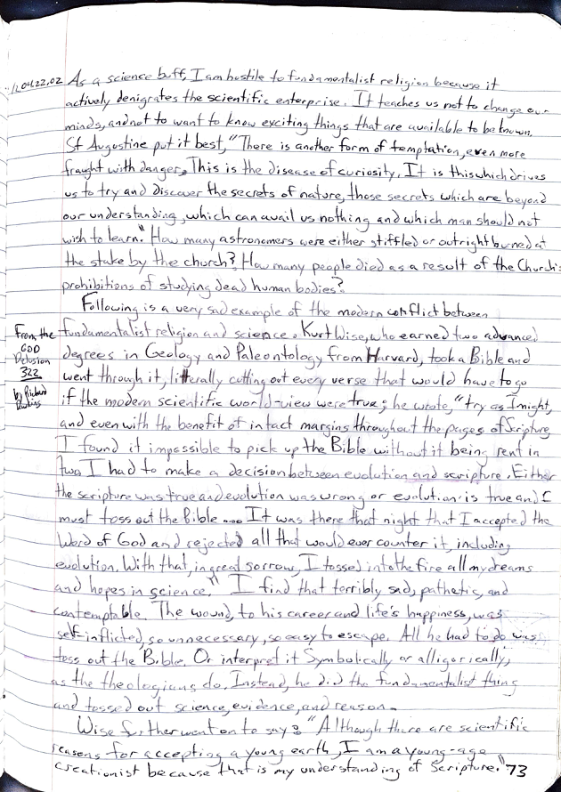 04.22.02 As a science buff, I am hostile to fundamentalist religion because it
actively denigrates the scientific enterprise. It teaches us not to change our
minds, and not to want to know exciting things that are available to be known.
St Augustine put it best, "There is another form of temptation, even more
fraught with danger. This is the disease of curiosity. It is this which drives
us to try and discover the secrets of nature, those secrets which are beyond
our understanding, which can avail us nothing and which man should not
wish to learn." How many astronomers were either stiffled or outright burned at
the stake by the church? How many people died as a result of the Church's
prohibitions of studying dead human bodies?
Following is a very sad example of the modern conflict between
From the
GOD
Delusion
322
by Richard
Dawkins
fundamentalist religion and science. Kurt Wise, who earned two advanced
degrees in Geology and Paleontology from Harvard, took a Bible and
went through it, litterally cutting out every verse that would have to go
if the modern scientific world-view were true; he wrote, "try as I might,
and even with the benefit of intact margins throughout the pages of Scripture,
I found it impossible to pick up the Bible without it being rent in
two. I had to make a decision between evolution and scripture. Either
the scripture was true and evolution was wrong or evolution is true and I
must toss out the Bible.... It was there that night that I accepted the
Word of God and rejected all that would ever counter it, including
evolution. With that, in great sorrow, I tossed into the fire all my dreams
and hopes in science." I find that terribly sad, pathetic, and
contemptable. The wound, to his career and life's happiness, was
self-inflicted, so unnecessary, so easy to escape. All he had to do was
toss out the Bible. Or interpret it symbolically or alligorically,
as the theologians do. Instead, he did the fundamentalist thing
and tossed out science, evidence, and reason.
Wise further went on to say: "Although there are scientific
reasons for accepting a young earth, I am a young-age
creationist because that is my understanding of Scripture." 73